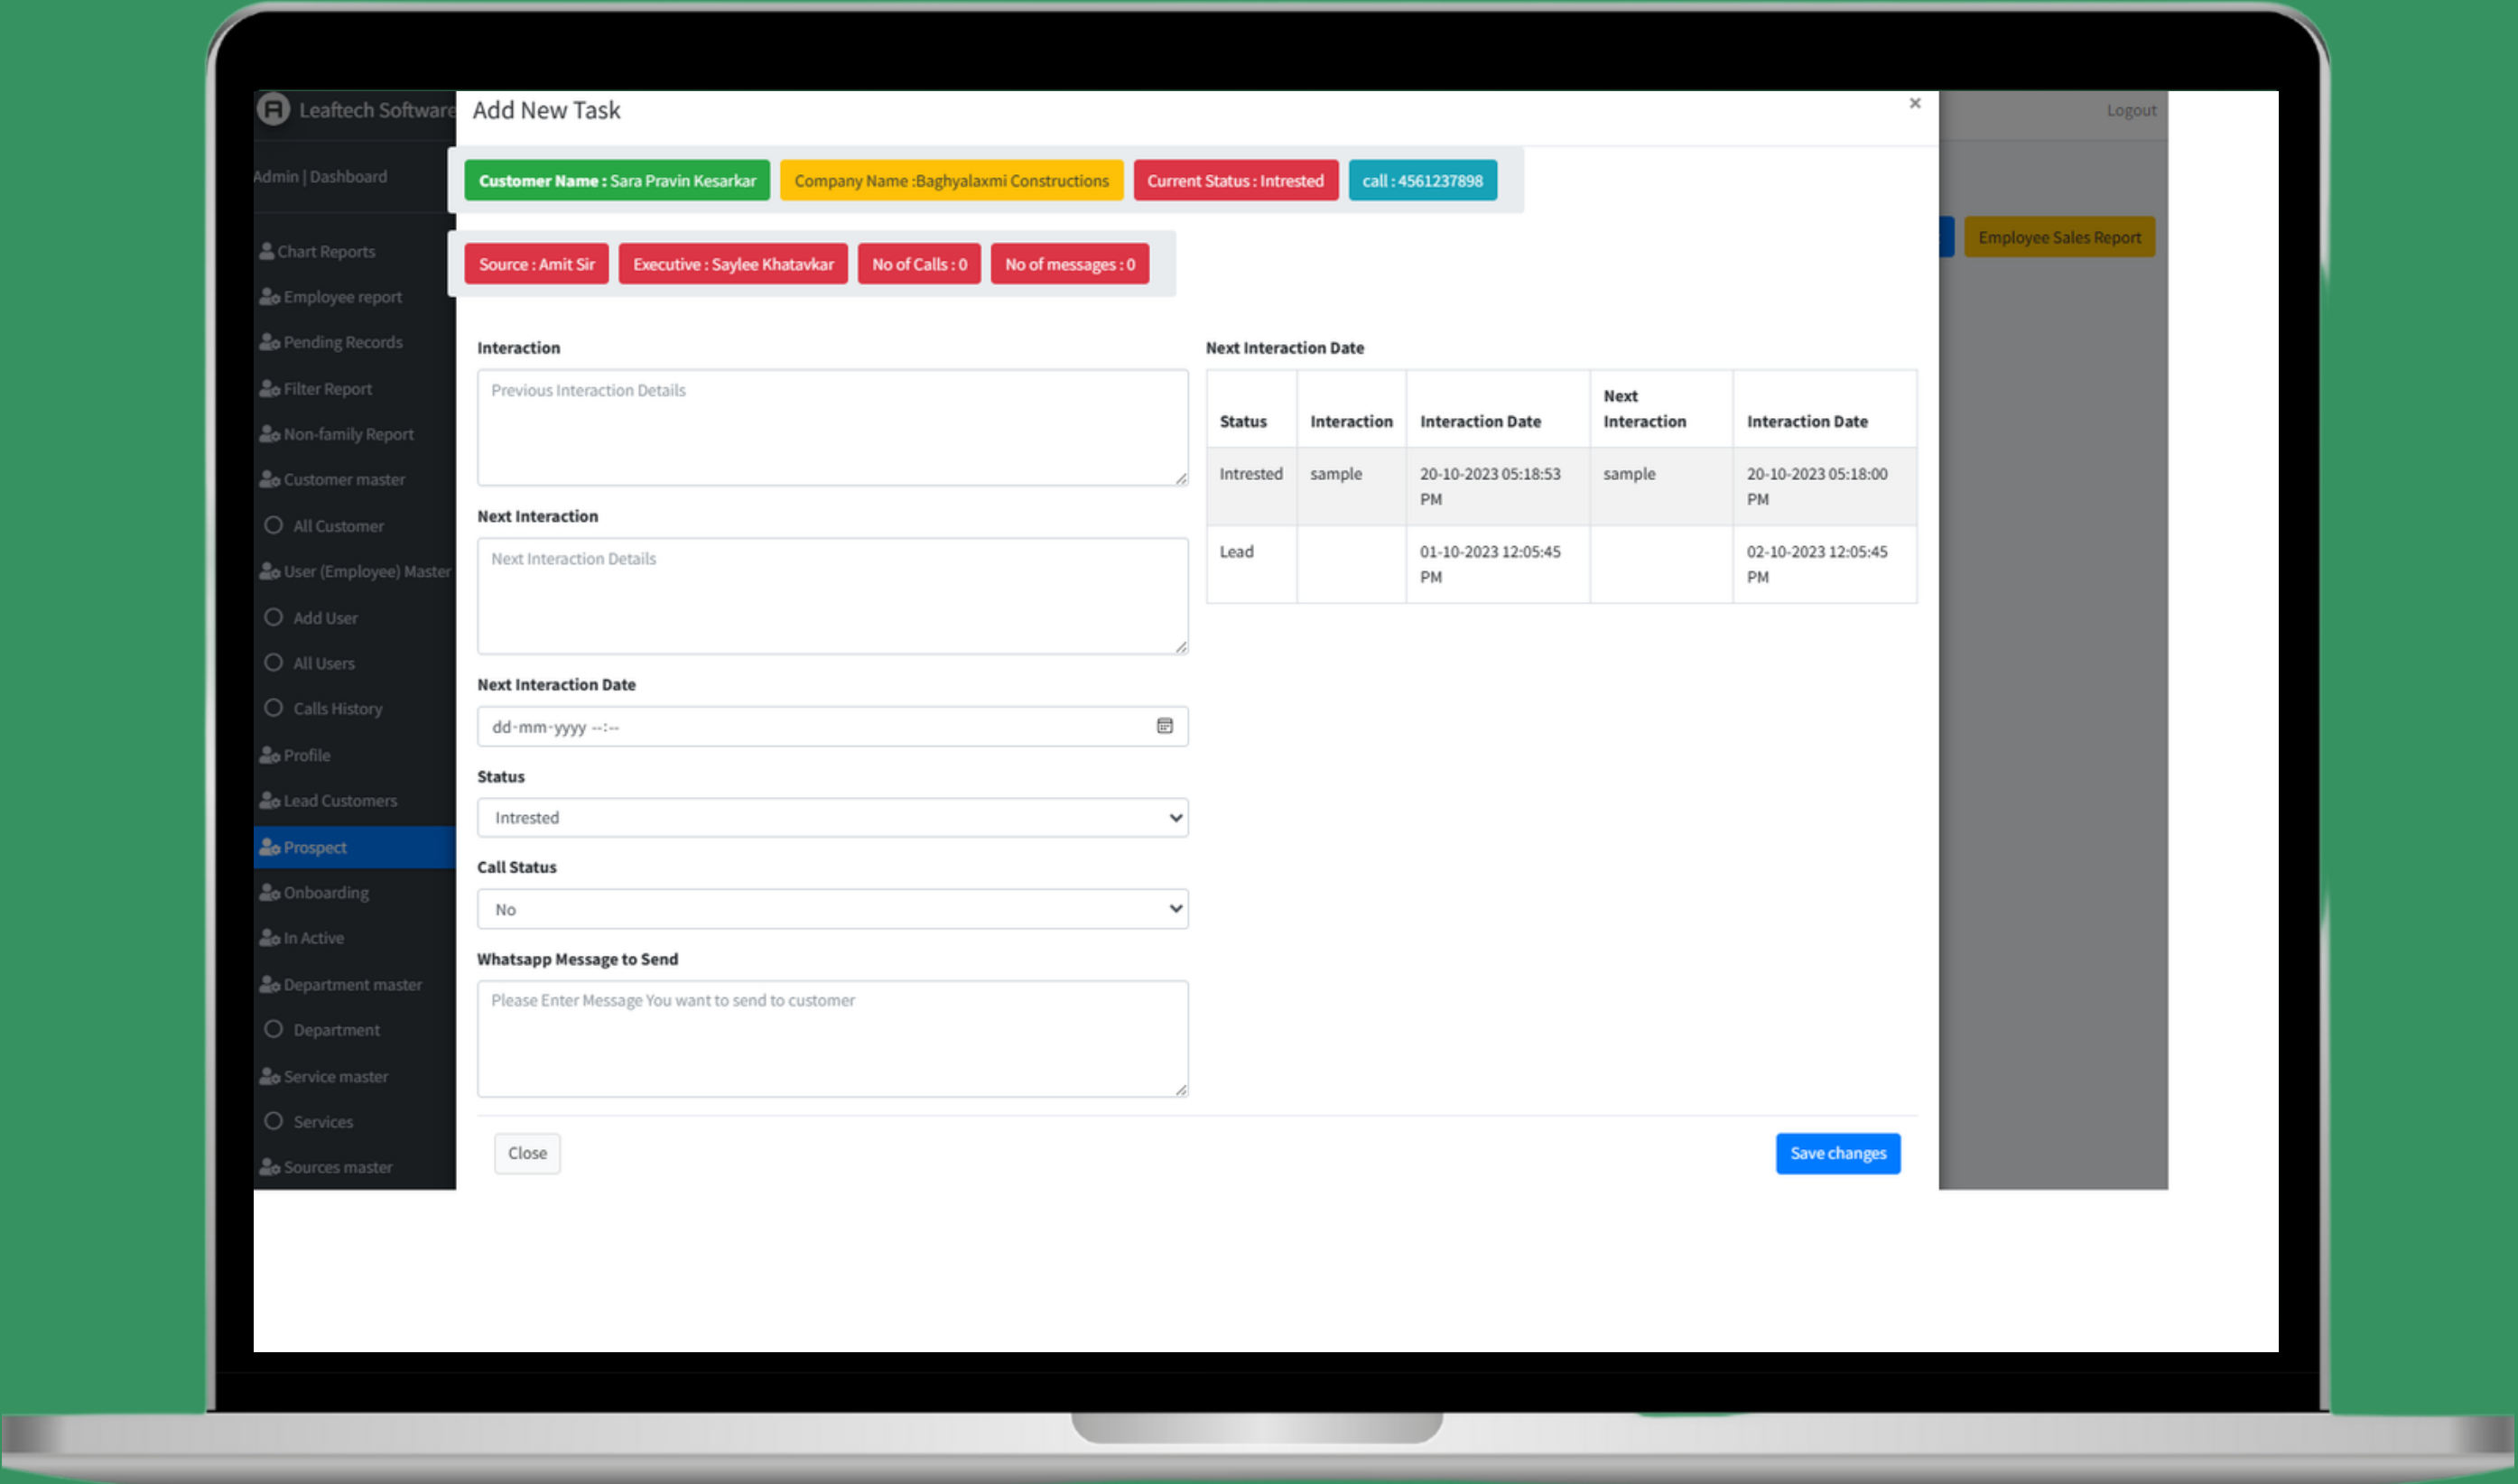 Leaftech Software
Add New Task
×
Logout
Admin | Dashboard
Customer Name : Sara Pravin Kesarkar
Company Name :Baghyalaxmi Constructions
Current Status : Intrested
call : 4561237898
Employee Sales Report
Source : Amit Sir
Executive : Saylee Khatavkar
No of Calls : 0
No of messages : 0
Chart Reports
Employee report
Pending Records
Filter Report
Non-family Report
Customer master
All Customer
User (Employee) Master
Add User
All Users
Calls History
Profile
Lead Customers
Prospect
Onboarding
In Active
Department master
Department
Service master
Services
Sources master
Interaction
Previous Interaction Details
Next Interaction
Next Interaction Details
Next Interaction Date
dd-mm-yyyy --:--
Status
Intrested
Call Status
No
Whatsapp Message to Send
Please Enter Message You want to send to customer
Next Interaction Date
Status Interaction Interaction Date Next Interaction Interaction Date
Intrested sample 20-10-2023 05:18:53 PM sample 20-10-2023 05:18:00 PM
Lead 01-10-2023 12:05:45 PM 02-10-2023 12:05:45 PM
Close
Save changes